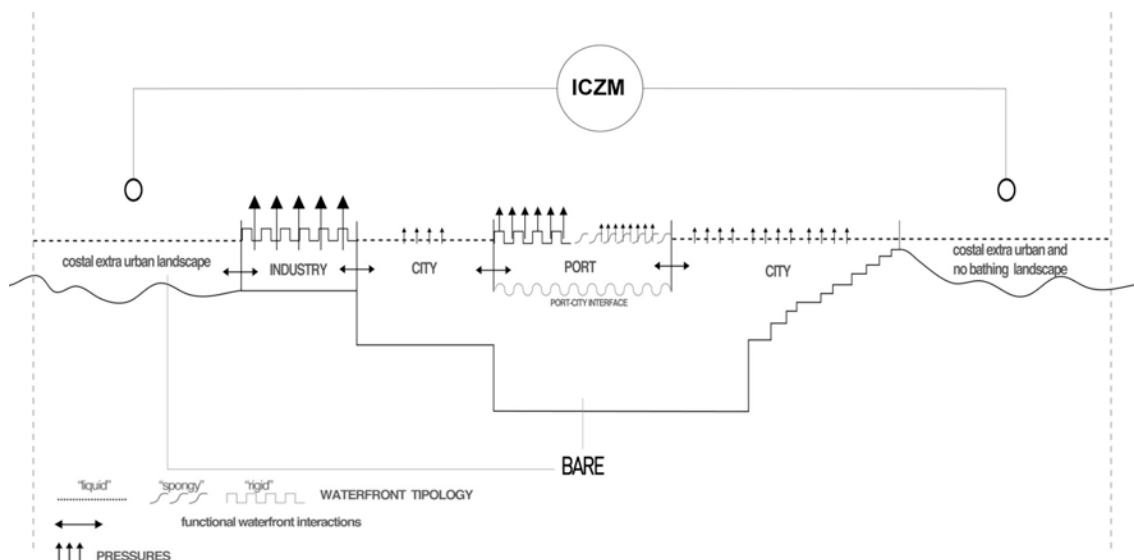 ICZM
costal extra urban landscape
INDUSTRY
CITY
PORT
PORT-CITY INTERFACE
CITY
costal extra urban and
no bathing landscape
BARE
"liquid" "spongy" "rigid" WATERFRONT TIPOLOGY
functional waterfront interactions
PRESSURES